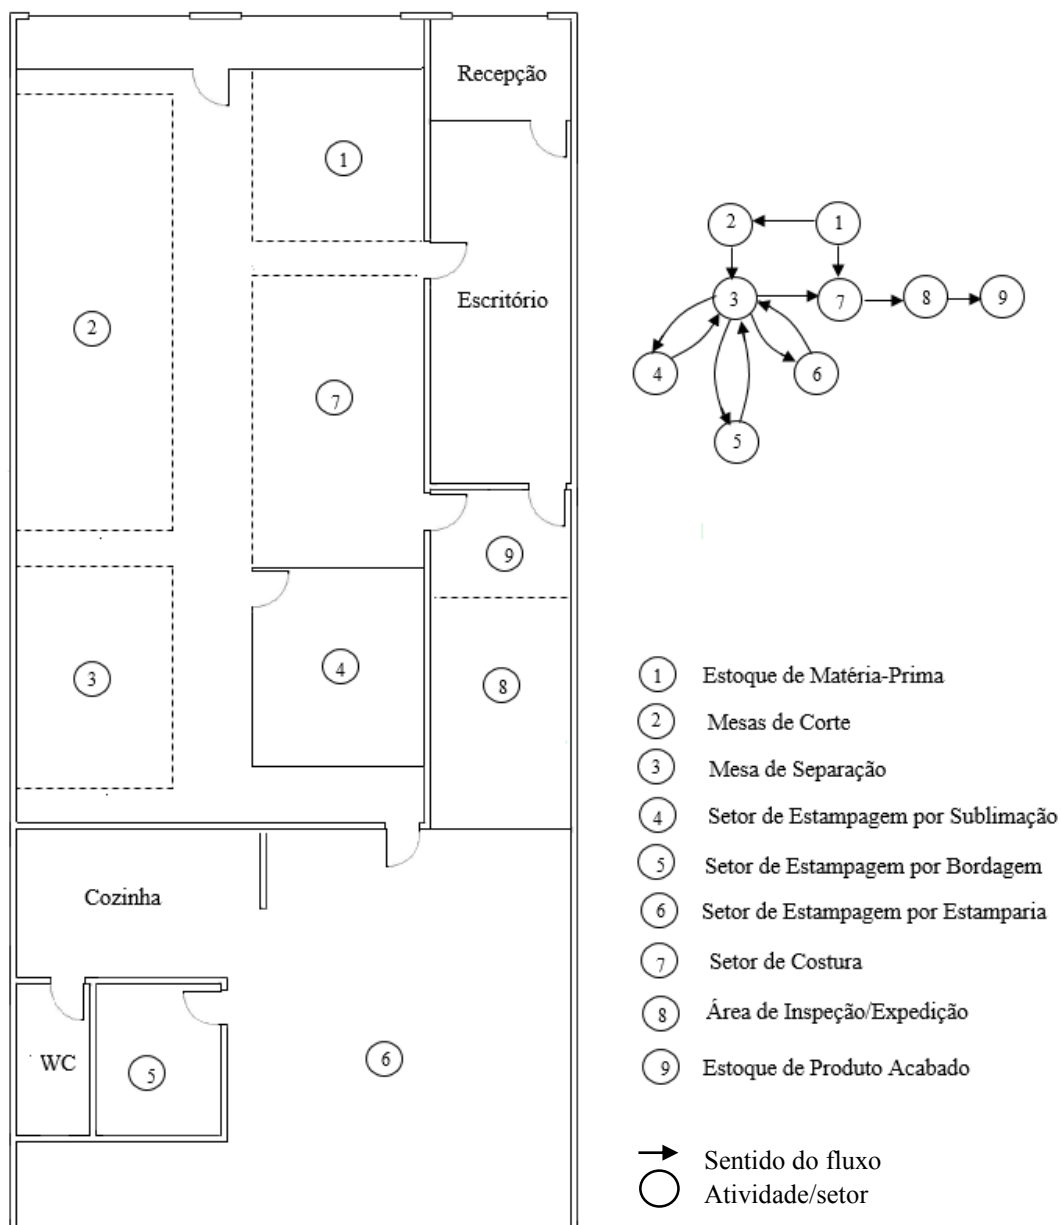 Recepção
1
Escritório
2
7
9
4
3
8
Cozinha
WC
5
6
2
1
3
7
8
9
4
6
5
1 Estoque de Matéria-Prima
2 Mesas de Corte
3 Mesa de Separação
4 Setor de Estampagem por Sublimação
5 Setor de Estampagem por Bordagem
6 Setor de Estampagem por Estamparia
7 Setor de Costura
8 Área de Inspeção/Expedição
9 Estoque de Produto Acabado
Sentido do fluxo
Atividade/setor